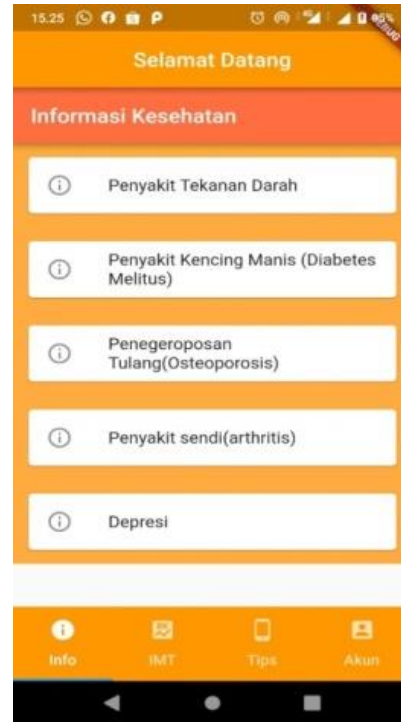 15.25
Selamat Datang
Informasi Kesehatan
Penyakit Tekanan Darah
Penyakit Kencing Manis (Diabetes
Melitus)
Penegeroposan
Tulang(Osteoporosis)
Penyakit sendi(arthritis)
Depresi
Info
IMT
Tips
Akun